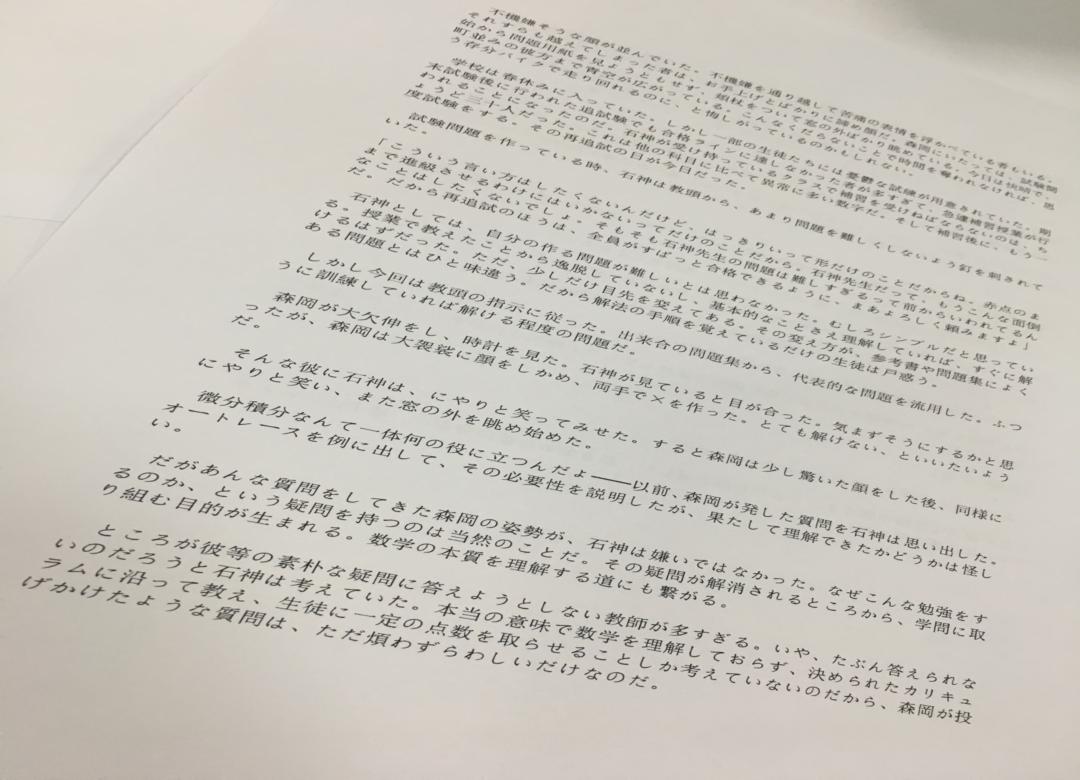 不機嫌そうな顔が並んでいた。不機嫌を通り越して苦痛の表情を浮かべている者もいる。
それすらも越えてしまった者は、お手上げとばかりに諦め顔だ。森岡にいたっては、試験開
始から問題用紙を見ようともせず、頬杖をついて窓の外ばかり眺めている。今日は快晴で、
町並みの彼方まで青空が広がっている。こんなくだらないことで時間を奪われなければ、思
う存分バイクで走り回れるのに、と悔しがっているのかもしれない。
学校は春休みに入っていた。しかし一部の生徒たちには憂鬱な試練が用意されていた。期
末試験後に行われた追試験でも合格ラインに達しなかった者が多すぎて、急遽補習授業が行
われることになったのだ。石神が受け持っているクラスで補習を受けねばならないのは、ち
ょうど三十人だった。これは他の科目に比べて異常に多い数字だ。そして補習後に、もう一
度試験をする。その再追試の日が今日だった。
試験問題を作っている時、石神は教頭から、あまり問題を難しくしないよう釘を刺されて
いた。
「こういう言い方はしたくないんだけど、はっきりいって形だけのことだからね。赤点のま
まで進級させるわけにはいかないってだけのことだから。石神先生だって、もうこんな面倒
なことはしたくないでしょ。そもそも石神先生の問題は難しすぎるって前からいわれてるん
だ。だから再追試のほうは、全員がすぱっと合格できるように、まあよろしく頼みますよ」
石神としては、自分の作る問題が難しいとは思わなかった。むしろシンプルだと思ってい
る。授業で教えたことから逸脱していないし、基本的なことさえ理解していれば、すぐに解
けるはずだった。ただ、少しだけ目先を変えてある。その変え方が、参考書や問題集によく
ある問題とはひと味違う。だから解法の手順を覚えているだけの生徒は戸惑う。
しかし今回は教頭の指示に従った。出来合の問題集から、代表的な問題を流用した。ふつ
うに訓練していれば解ける程度の問題だ。
森岡が大欠伸をし、時計を見た。石神が見ていると目が合った。気まずそうにするかと思
ったが、森岡は大袈裟に顔をしかめ、両手で×を作った。とても解けない、といいたいよう
だ。
そんな彼に石神は、にやりと笑ってみせた。すると森岡は少し驚いた顔をした後、同様に
にやりと笑い、また窓の外を眺め始めた。
微分積分なんて一体何の役に立つんだよ――以前、森岡が発した質問を石神は思い出した。
オートレースを例に出して、その必要性を説明したが、果たして理解できたかどうかは怪し
い。
だがあんな質問をしてきた森岡の姿勢が、石神は嫌いではなかった。なぜこんな勉強をす
るのか、という疑問を持つのは当然のことだ。その疑問が解消されるところから、学問に取
り組む目的が生まれる。数学の本質を理解する道にも繋がる。
ところが彼等の素朴な疑問に答えようとしない教師が多すぎる。いや、たぶん答えられな
いのだろうと石神は考えていた。本当の意味で数学を理解しておらず、決められたカリキュ
ラムに沿って教え、生徒に一定の点数を取らせることしか考えていないのだから、森岡が投
げかけたような質問は、ただ煩わずらわしいだけなのだ。